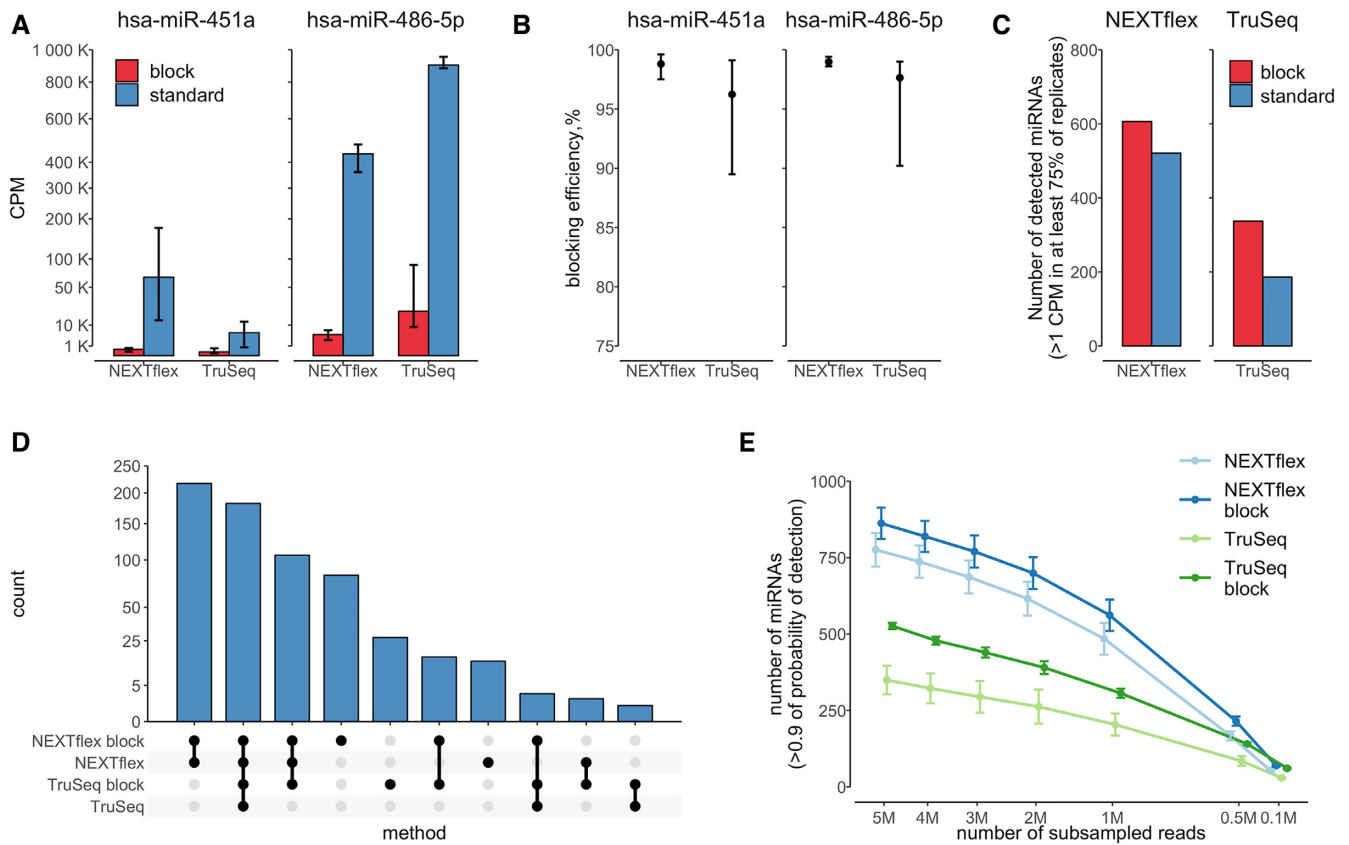 A
hsa-miR-451a
hsa-miR-486-5p
CPM
1 000 K
800 K
600 K
400 K
300 K
200 K
100 K
50 K
10 K
1 K
block
standard
NEXTflex
TruSeq
NEXTflex
TruSeq
B
hsa-miR-451a
hsa-miR-486-5p
blocking efficiency,%
100
95
90
85
80
75
NEXTflex
TruSeq
NEXTflex
TruSeq
C
NEXTflex
TruSeq
Number of detected miRNAs
(>1 CPM in at least 75% of replicates)
800
600
400
200
0
block
standard
NEXTflex
TruSeq
D
count
250
200
150
100
50
25
5
0
NEXTflex block
NEXTflex
TruSeq block
TruSeq
method
E
number of miRNAs
(>0.9 of probability of detection)
1000
750
500
250
0
NEXTflex
NEXTflex
block
TruSeq
TruSeq
block
5M
4M
3M
2M
1M
0.5M
0.1M
number of subsampled reads